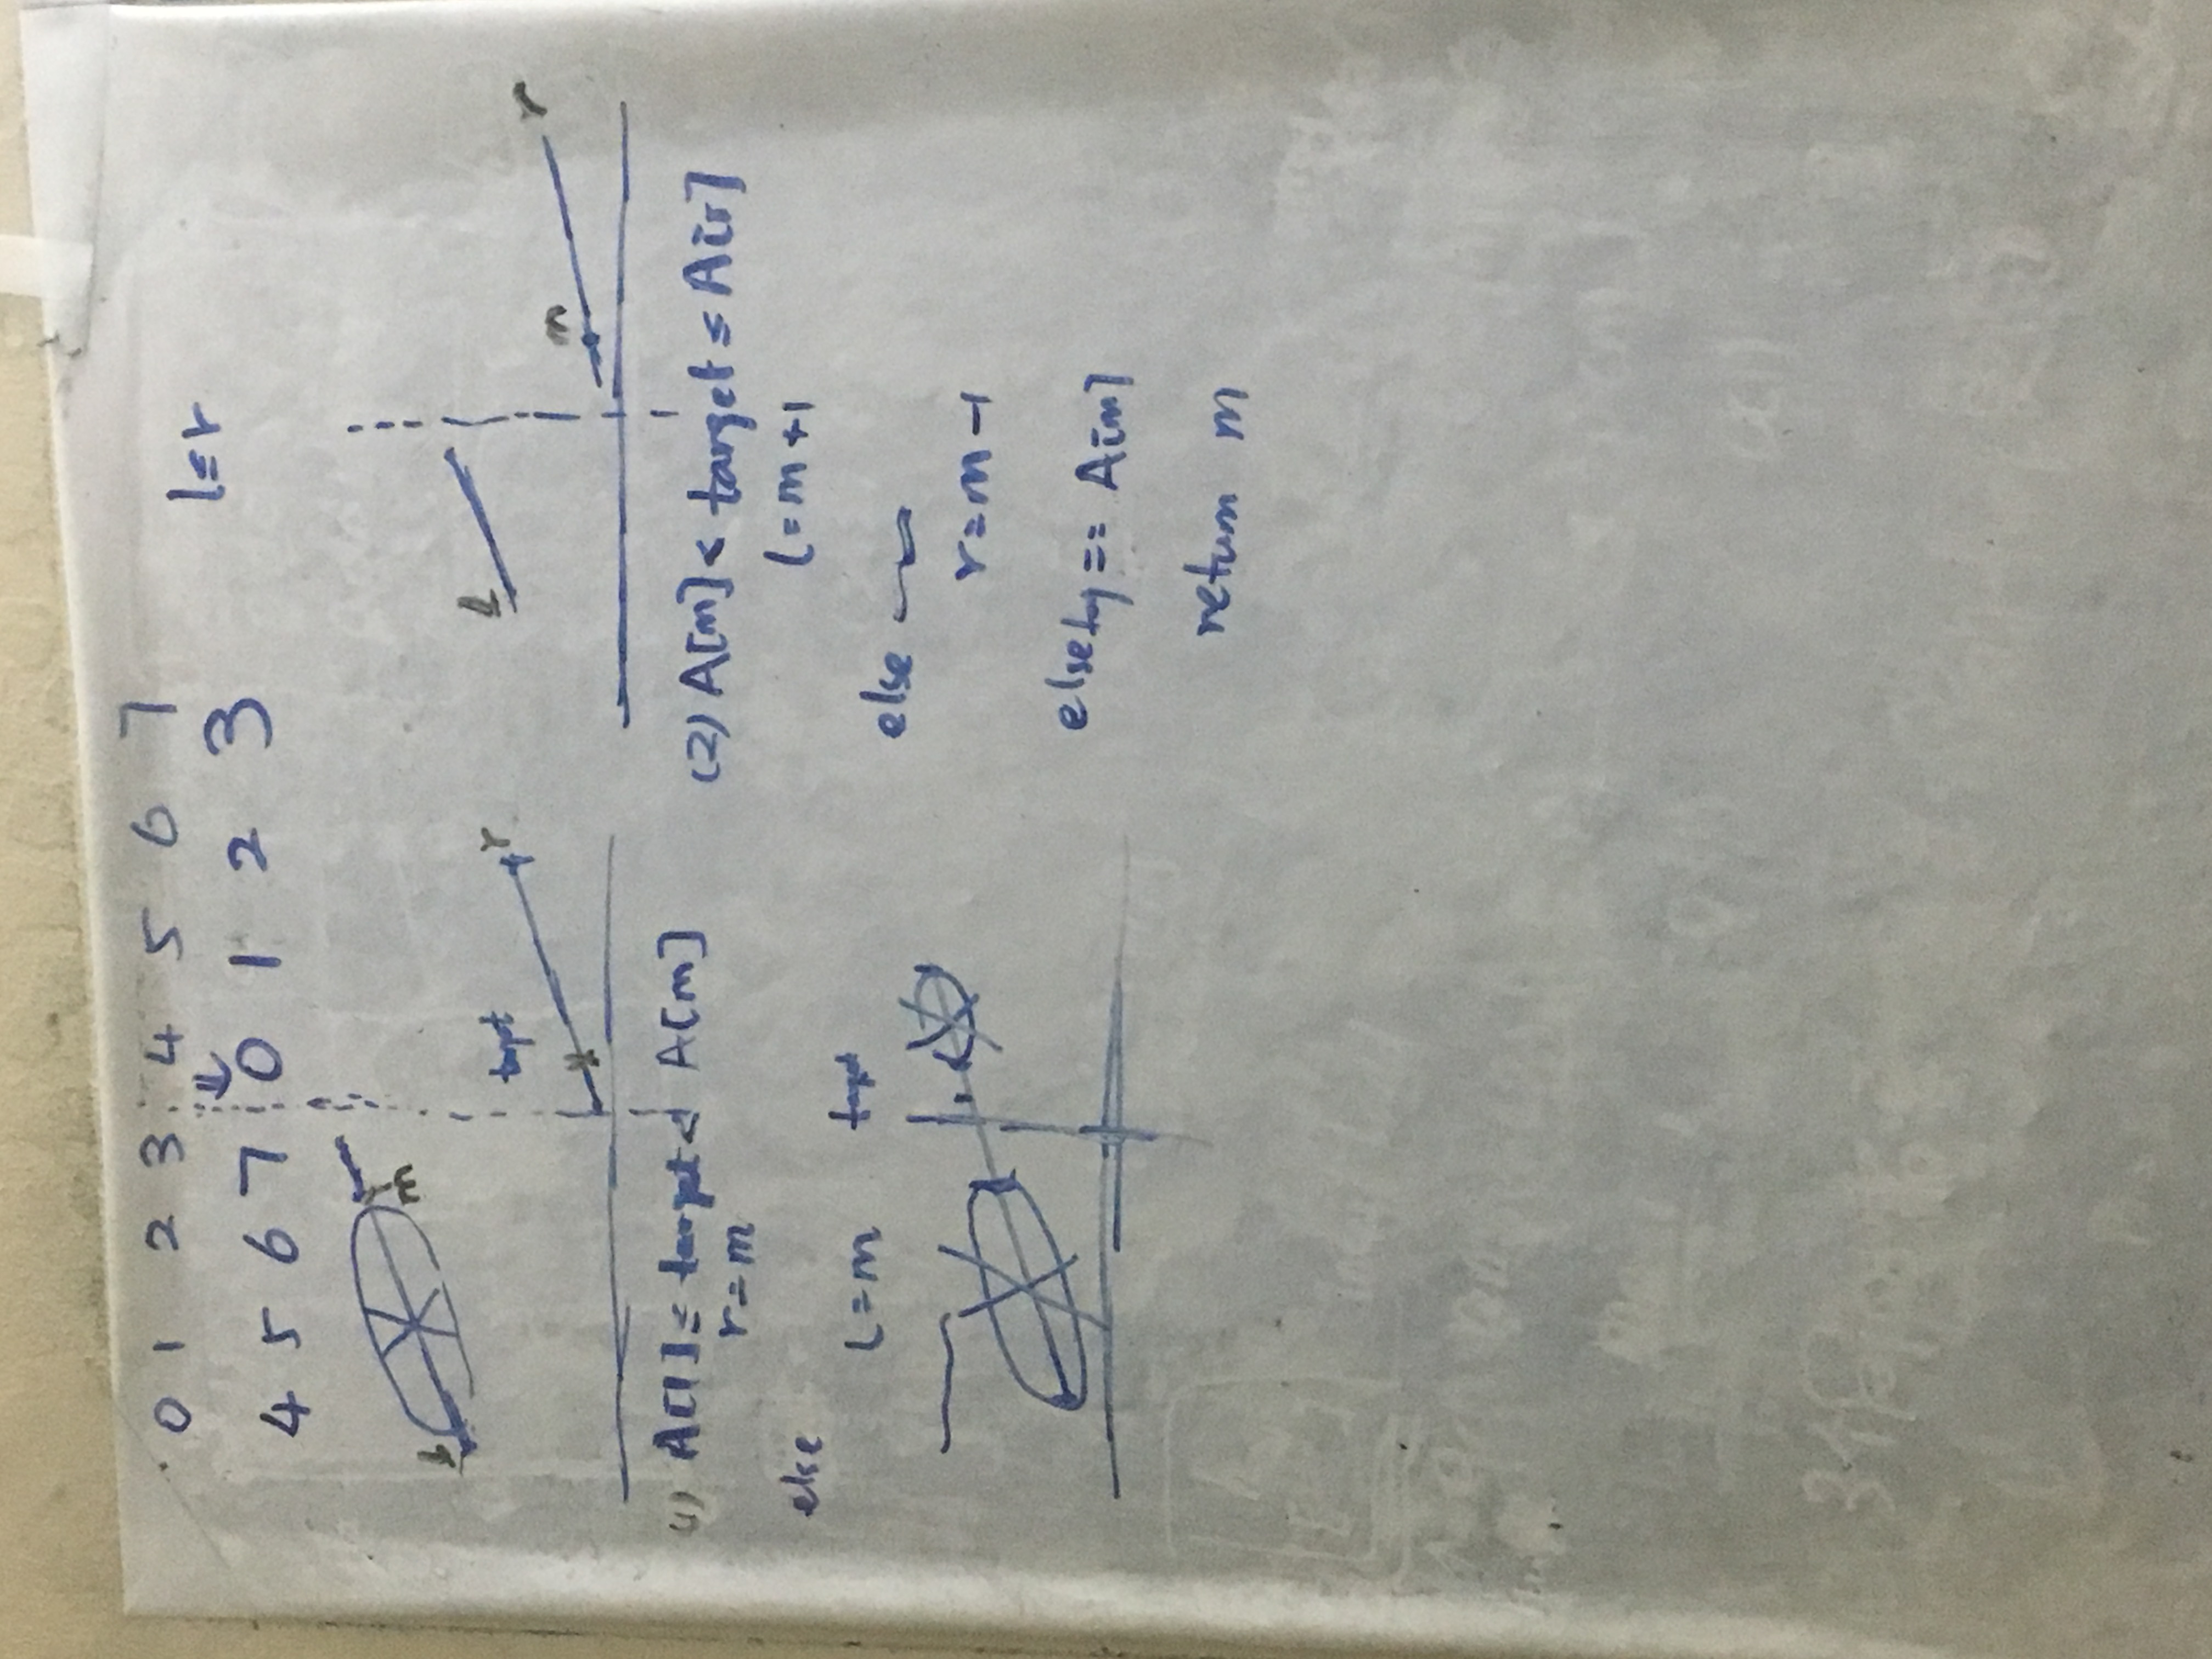 0 1 2 3 4 5 6 7
4 5 6 7 0 1 2 3
l ≤ r
l
m
target
r
(1) A[l] ≤ target < A[m]
r = m
else
l = m
target
l
m
r
(2) A[m] < target ≤ A[r]
l = m + 1
else
r = m - 1
else == A[m]
return m